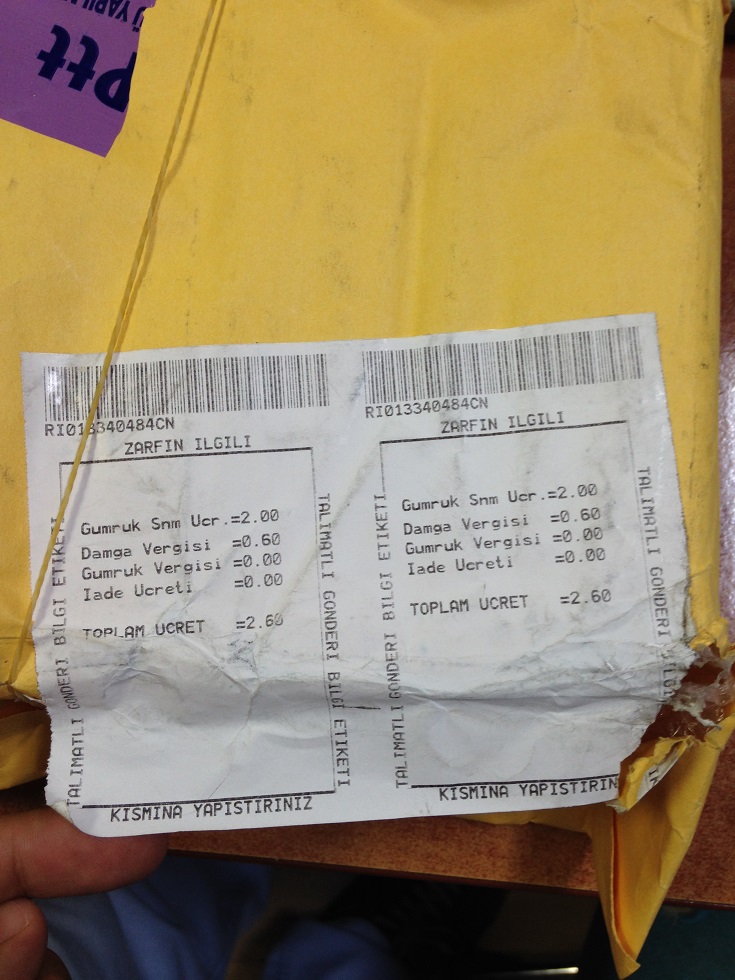 Ptt
RI013340484CN
ZARFIN ILGILI
Gumruk Snm Ucr.=2.00
Damga Vergisi =0.60
Gumruk Vergisi =0.00
Iade Ucreti =0.00
TOPLAM UCRET =2.60
TALIMATLI GONDERI BILGI ETIKETI
TALIMATLI GONDERI BILGI ETIKETI
KISMINA YAPISTIRINIZ
RI013340484CN
ZARFIN ILGILI
Gumruk Snm Ucr.=2.00
Damga Vergisi =0.60
Gumruk Vergisi =0.00
Iade Ucreti =0.00
TOPLAM UCRET =2.60
TALIMATLI GONDERI BILGI ETIKETI
TALIMATLI GONDERI
KISMINA YAPISTIRIN